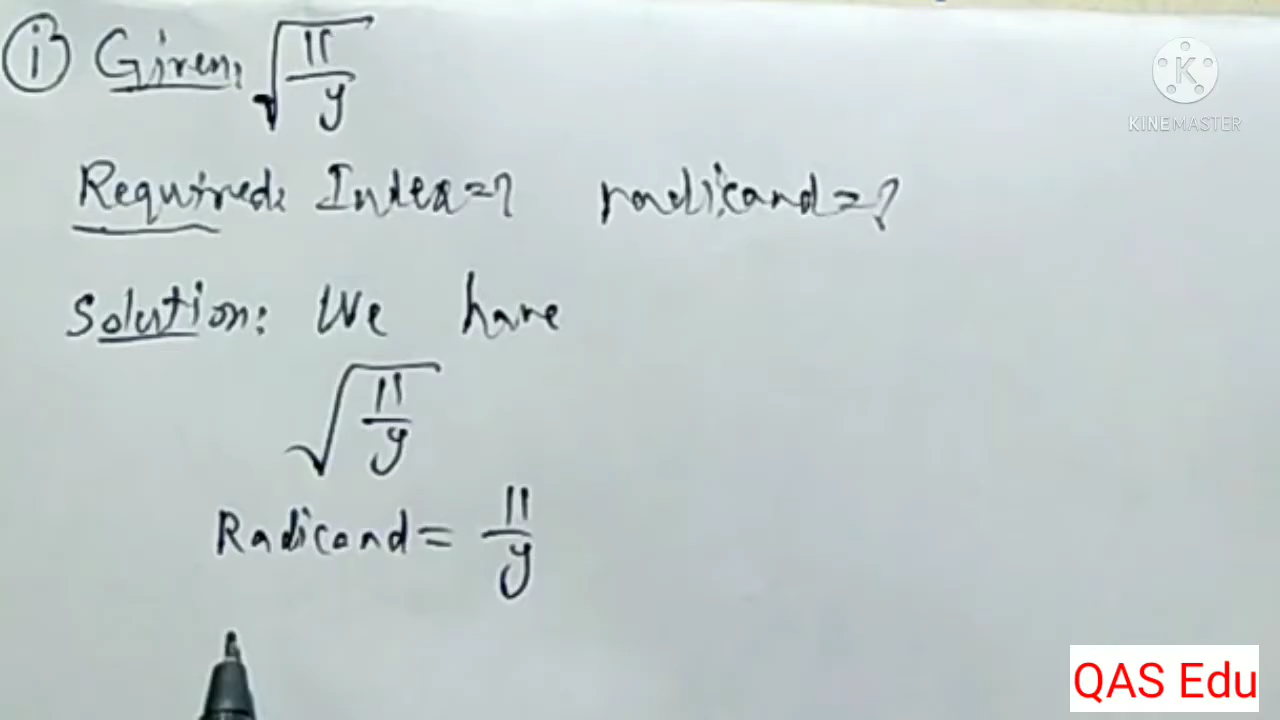 i Given: √11/y
KINEMASTER
Required: Index=? radicand=?
Solution: We have
√11/y
Radicand = 11/y
QAS Edu